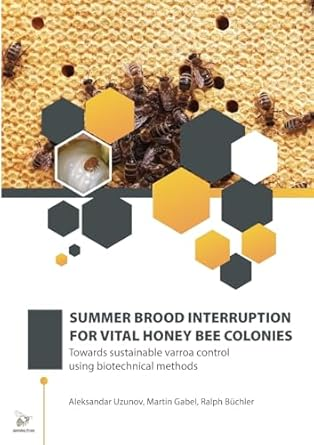 SUMMER BROOD INTERRUPTION
FOR VITAL HONEY BEE COLONIES
Towards sustainable varroa control
using biotechnical methods
Aleksandar Uzunov, Martin Gabel, Ralph Büchler